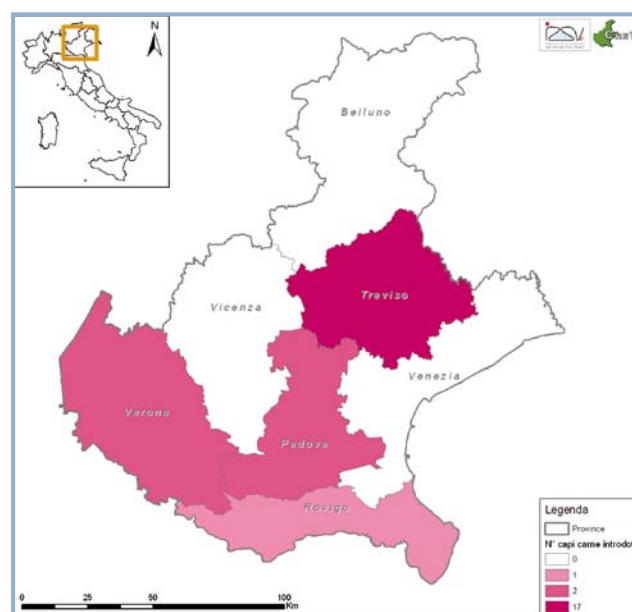 N
Belluno
Treviso
Vicenza
Venezia
Verona
Padova
Rovigo
Legenda
Province
N° capi carne introdot
0
1
2
17
0 25 50 100
Km